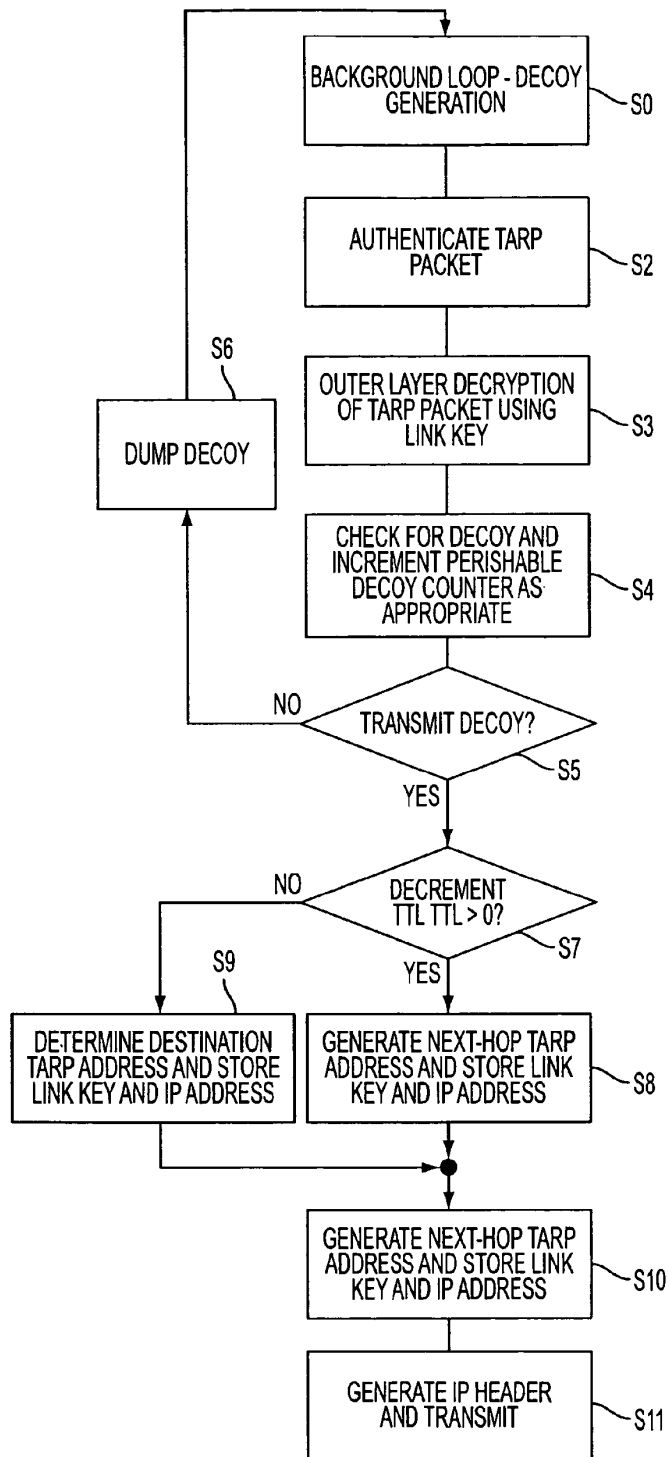 BACKGROUND LOOP - DECOY
GENERATION
S0
AUTHENTICATE TARP
PACKET
S2
S6
DUMP DECOY
OUTER LAYER DECRYPTION
OF TARP PACKET USING
LINK KEY
S3
CHECK FOR DECOY AND
INCREMENT PERISHABLE
DECOY COUNTER AS
APPROPRIATE
S4
NO
TRANSMIT DECOY?
S5
YES
NO
DECREMENT
TTL TTL > 0?
S7
YES
S9
DETERMINE DESTINATION
TARP ADDRESS AND STORE
LINK KEY AND IP ADDRESS
GENERATE NEXT-HOP TARP
ADDRESS AND STORE LINK
KEY AND IP ADDRESS
S8
GENERATE NEXT-HOP TARP
ADDRESS AND STORE LINK
KEY AND IP ADDRESS
S10
GENERATE IP HEADER
AND TRANSMIT
S11